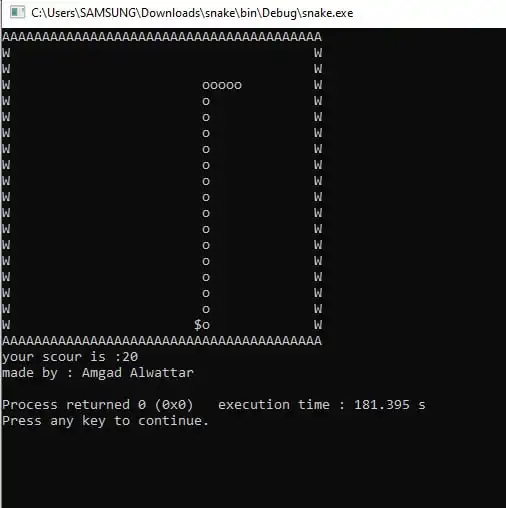 C:\Users\SAMSUNG\Downloads\snake\bin\Debug\snake.exe
AAAAAAAAAAAAAAAAAAAAAAAAAAAAAAAAAAAAAAAA
W                                      W
W                                      W
W                        ooooo         W
W                        o             W
W                        o             W
W                        o             W
W                        o             W
W                        o             W
W                        o             W
W                        o             W
W                        o             W
W                        o             W
W                        o             W
W                        o             W
W                        o             W
W                        o             W
W                        o             W
W                       $o             W
AAAAAAAAAAAAAAAAAAAAAAAAAAAAAAAAAAAAAAAA
your scour is :20
made by : Amgad Alwattar
Process returned 0 (0x0)   execution time : 181.395 s
Press any key to continue.